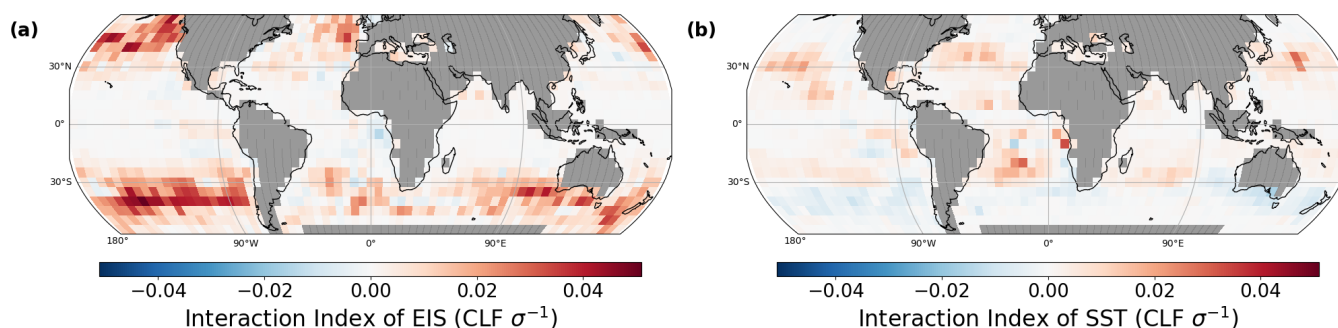 (a)
30°N
0°
30°S
180°
90°W
0°
90°E
−0.04 −0.02 0.00 0.02 0.04
Interaction Index of EIS (CLF σ⁻¹)
(b)
30°N
0°
30°S
180°
90°W
0°
90°E
−0.04 −0.02 0.00 0.02 0.04
Interaction Index of SST (CLF σ⁻¹)